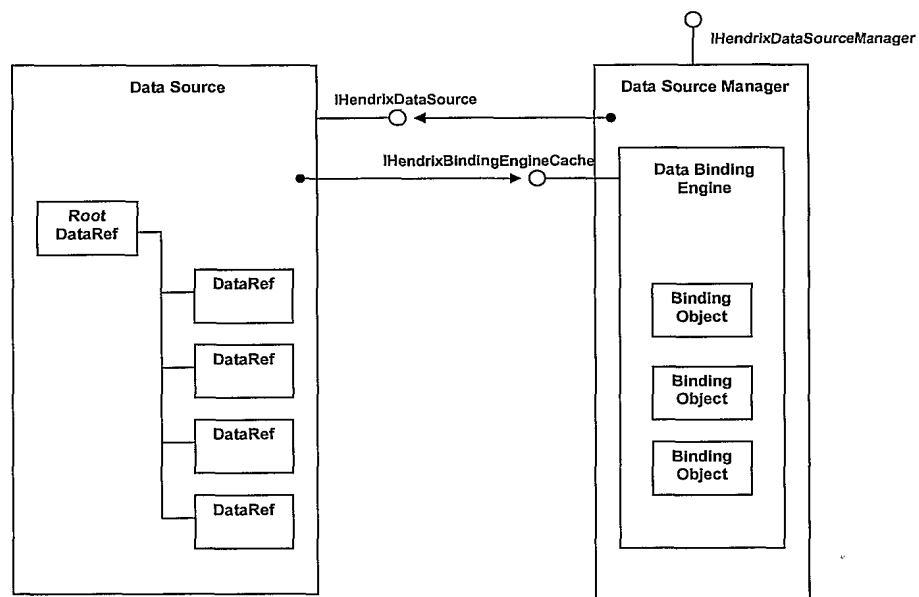 IHendrixDataSourceManager
Data Source
Data Source Manager
IHendrixDataSource
IHendrixBindingEngineCache
Data Binding
Engine
Root
DataRef
DataRef
DataRef
DataRef
DataRef
Binding
Object
Binding
Object
Binding
Object